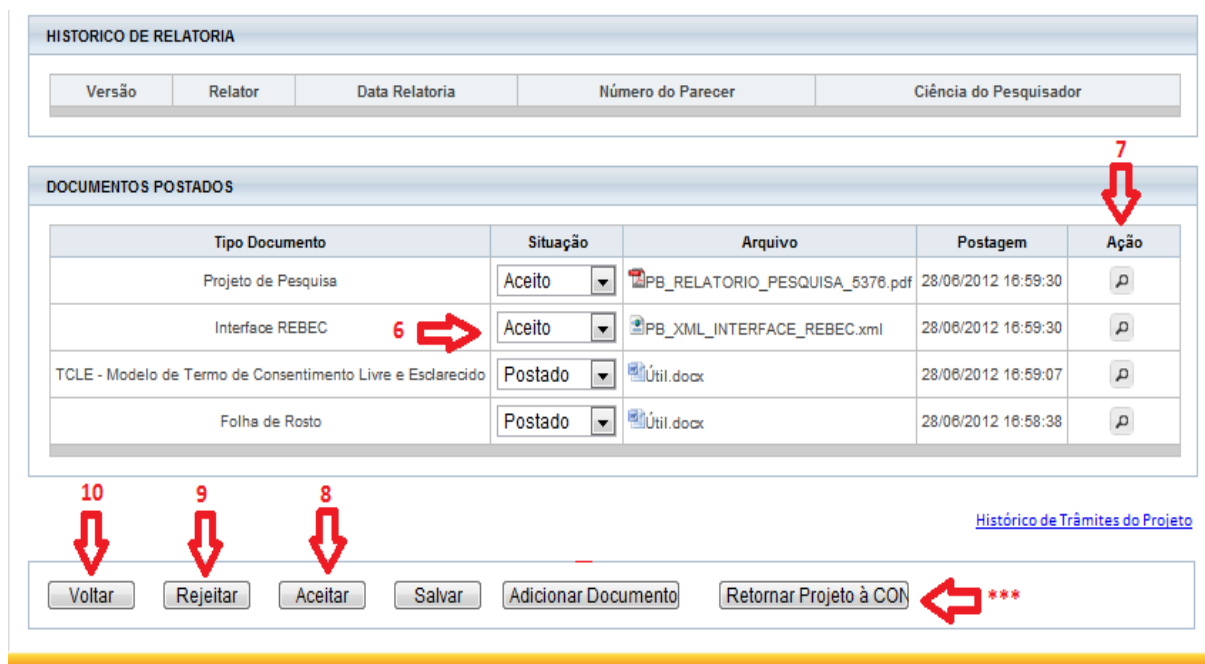 HISTORICO DE RELATORIA
Versão Relator Data Relatoria Número do Parecer Ciência do Pesquisador
7
DOCUMENTOS POSTADOS
Tipo Documento Situação Arquivo Postagem Ação
Projeto de Pesquisa Aceito PB_RELATORIO_PESQUISA_5376.pdf 28/06/2012 16:59:30
Interface REBEC 6 Aceito PB_XML_INTERFACE_REBEC.xml 28/06/2012 16:59:30
TCLE - Modelo de Termo de Consentimento Livre e Esclarecido Postado Útil.docx 28/06/2012 16:59:07
Folha de Rosto Postado Útil.docx 28/06/2012 16:58:38
10 9 8
Histórico de Trâmites do Projeto
Voltar Rejeitar Aceitar Salvar Adicionar Documento Retornar Projeto à CON ***